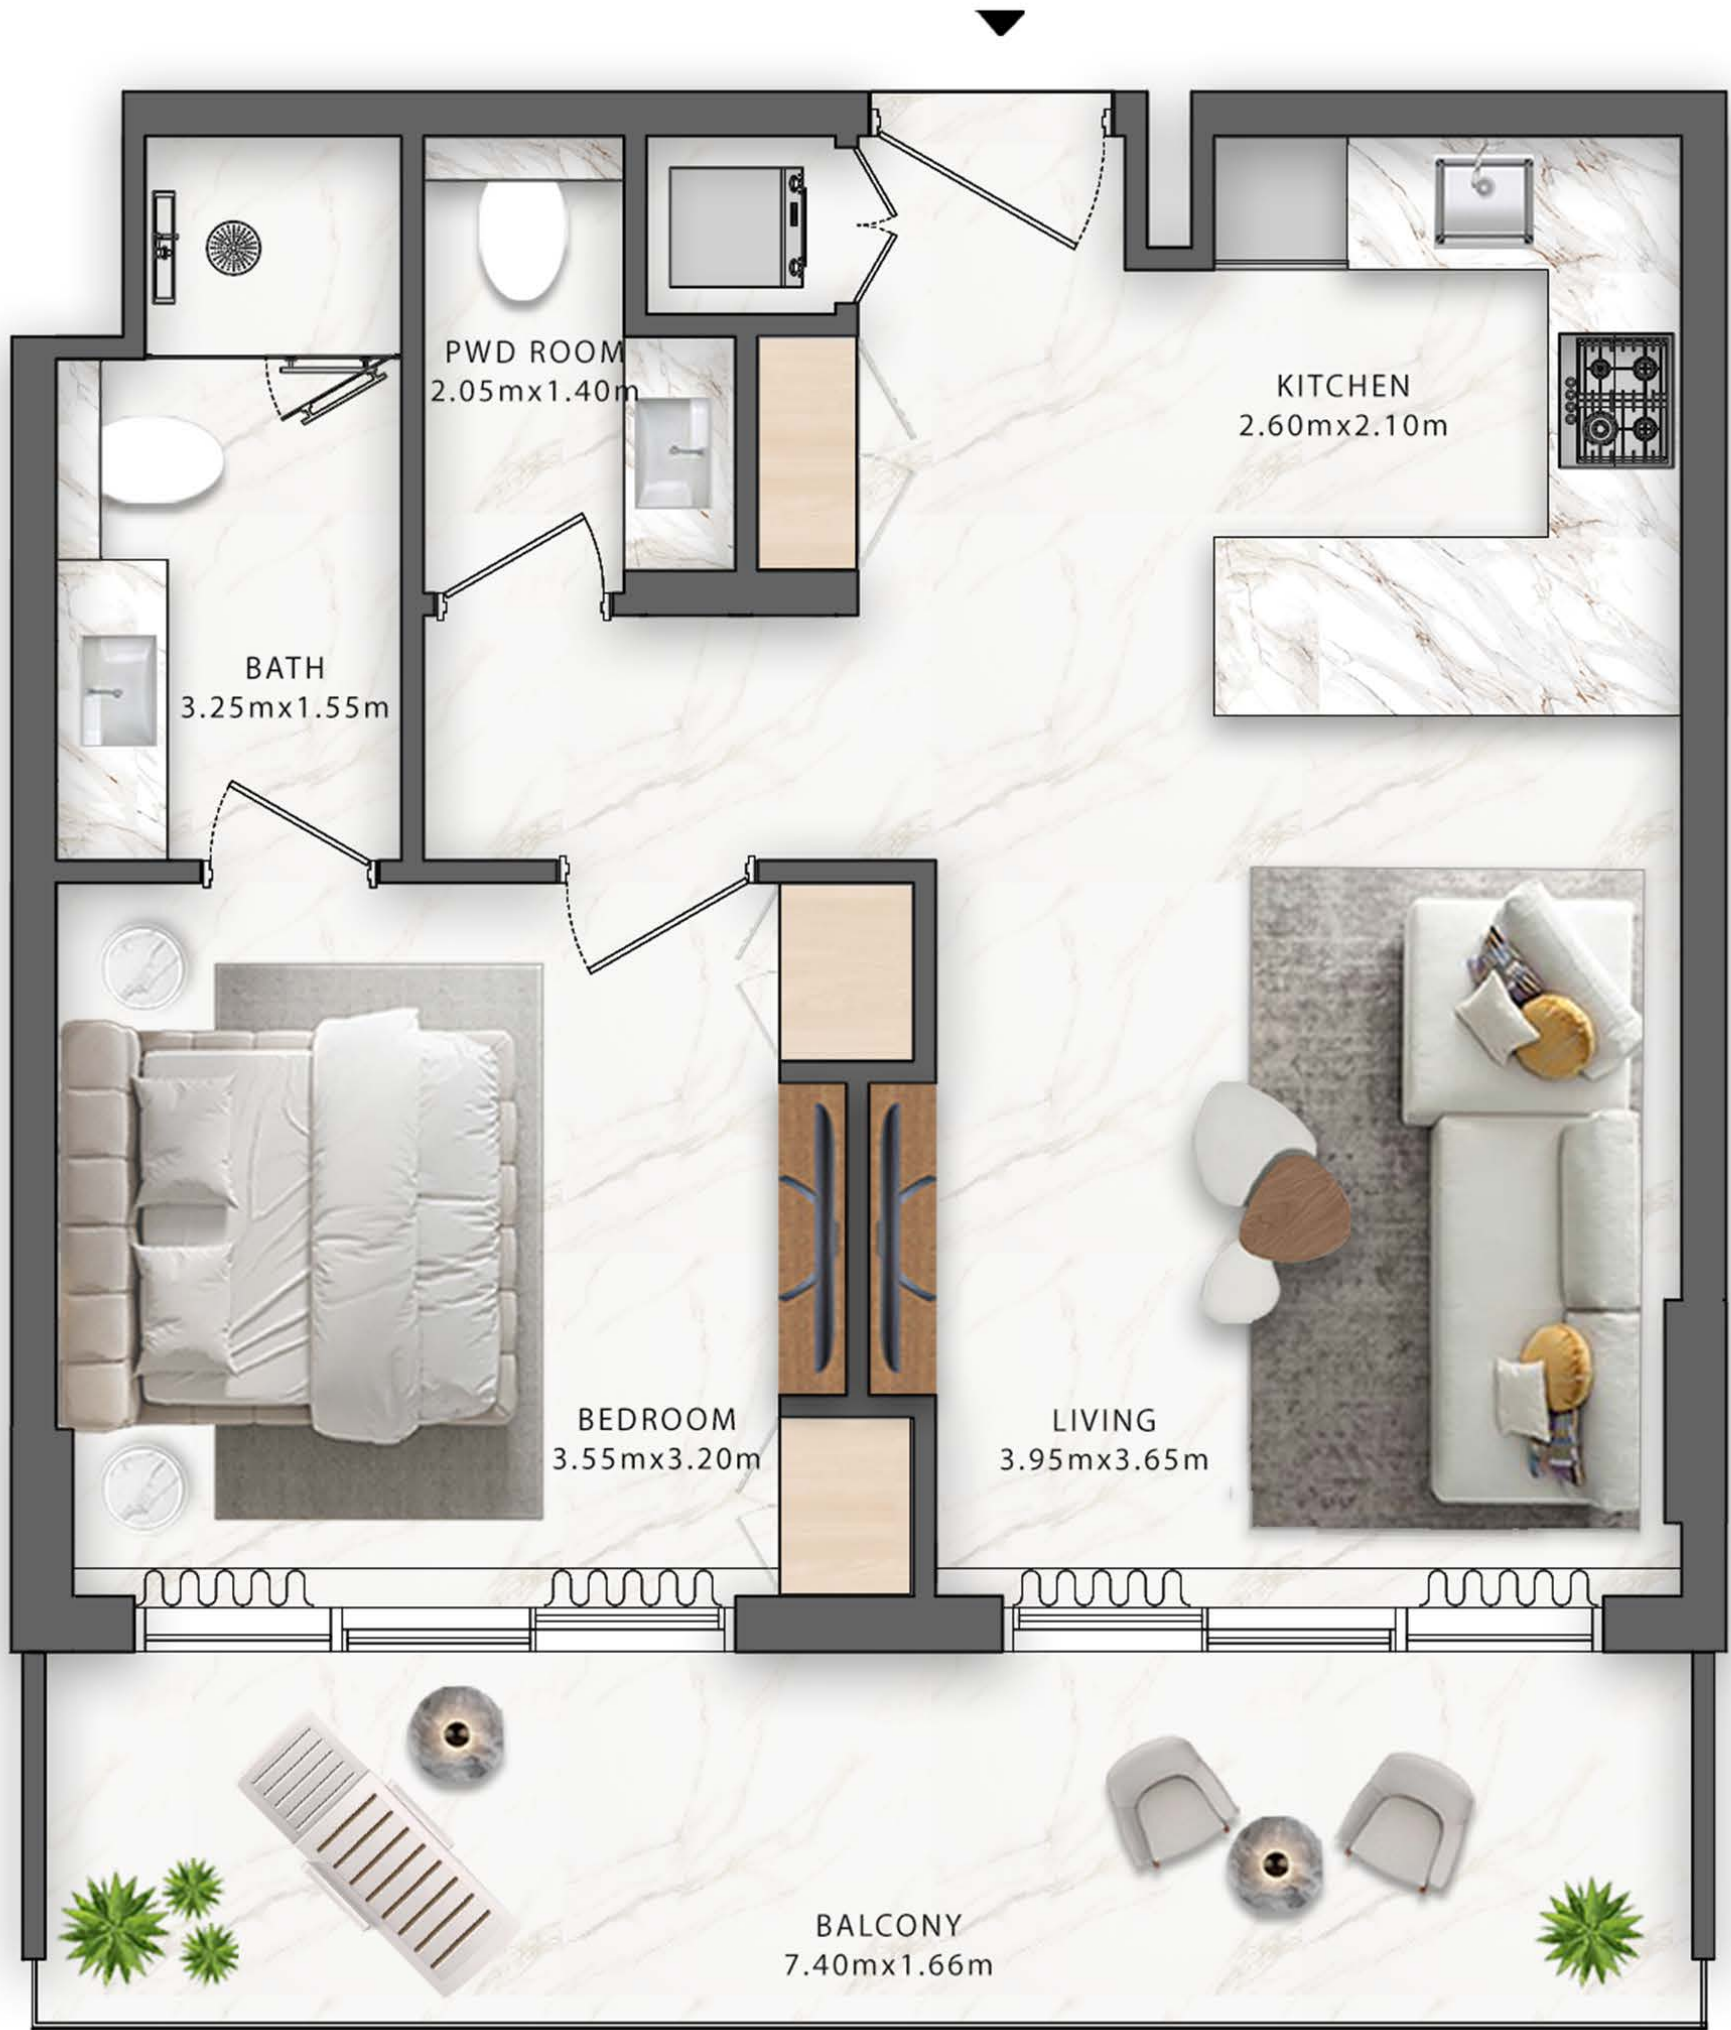 PWD ROOM
2.05mx1.40m
KITCHEN
2.60mx2.10m
BATH
3.25mx1.55m
BEDROOM
3.55mx3.20m
LIVING
3.95mx3.65m
BALCONY
7.40mx1.66m